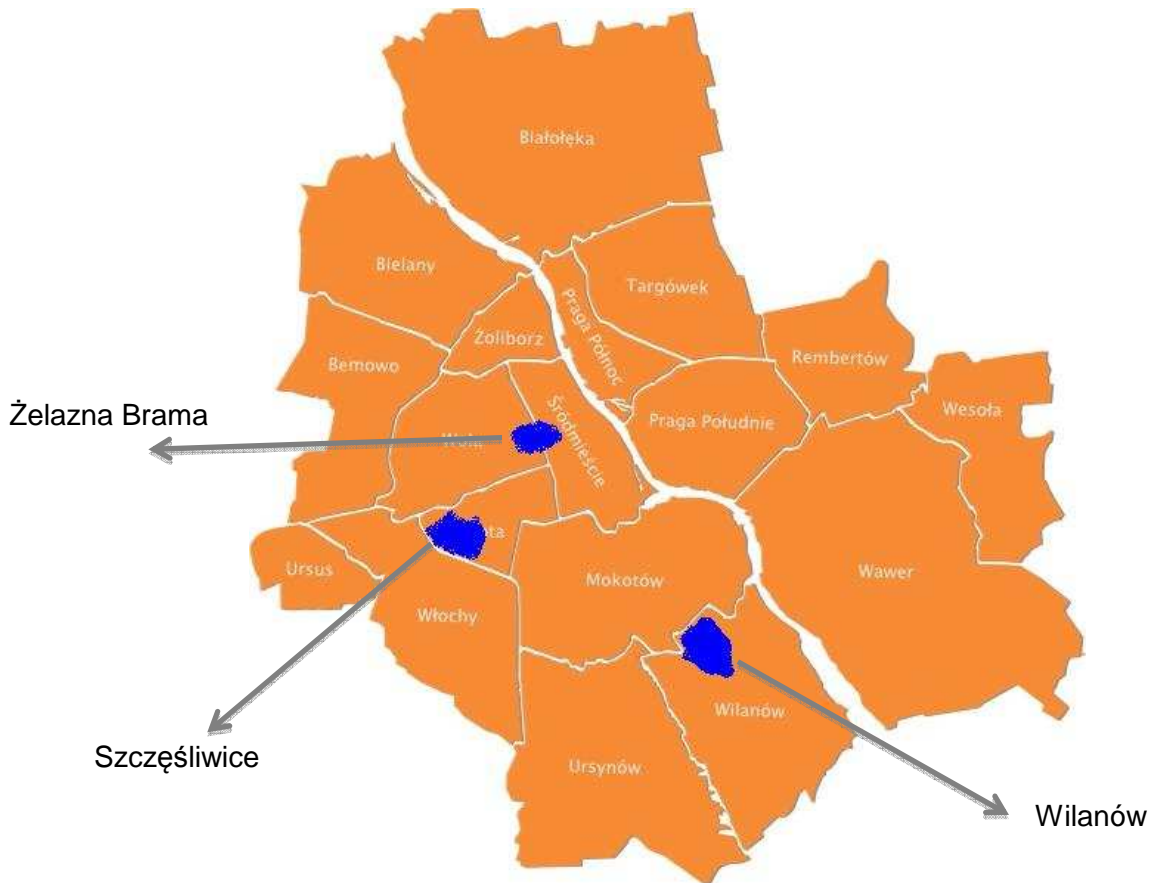 Białołęka
Bielany
Targówek
Praga Północ
Żoliborz
Rembertów
Bemowo
Wesoła
Żelazna Brama
Śródmieście
Praga Południe
Ursus
Mokotów
Wawer
Włochy
Wilanów
Szczęśliwice
Ursynów
Wilanów